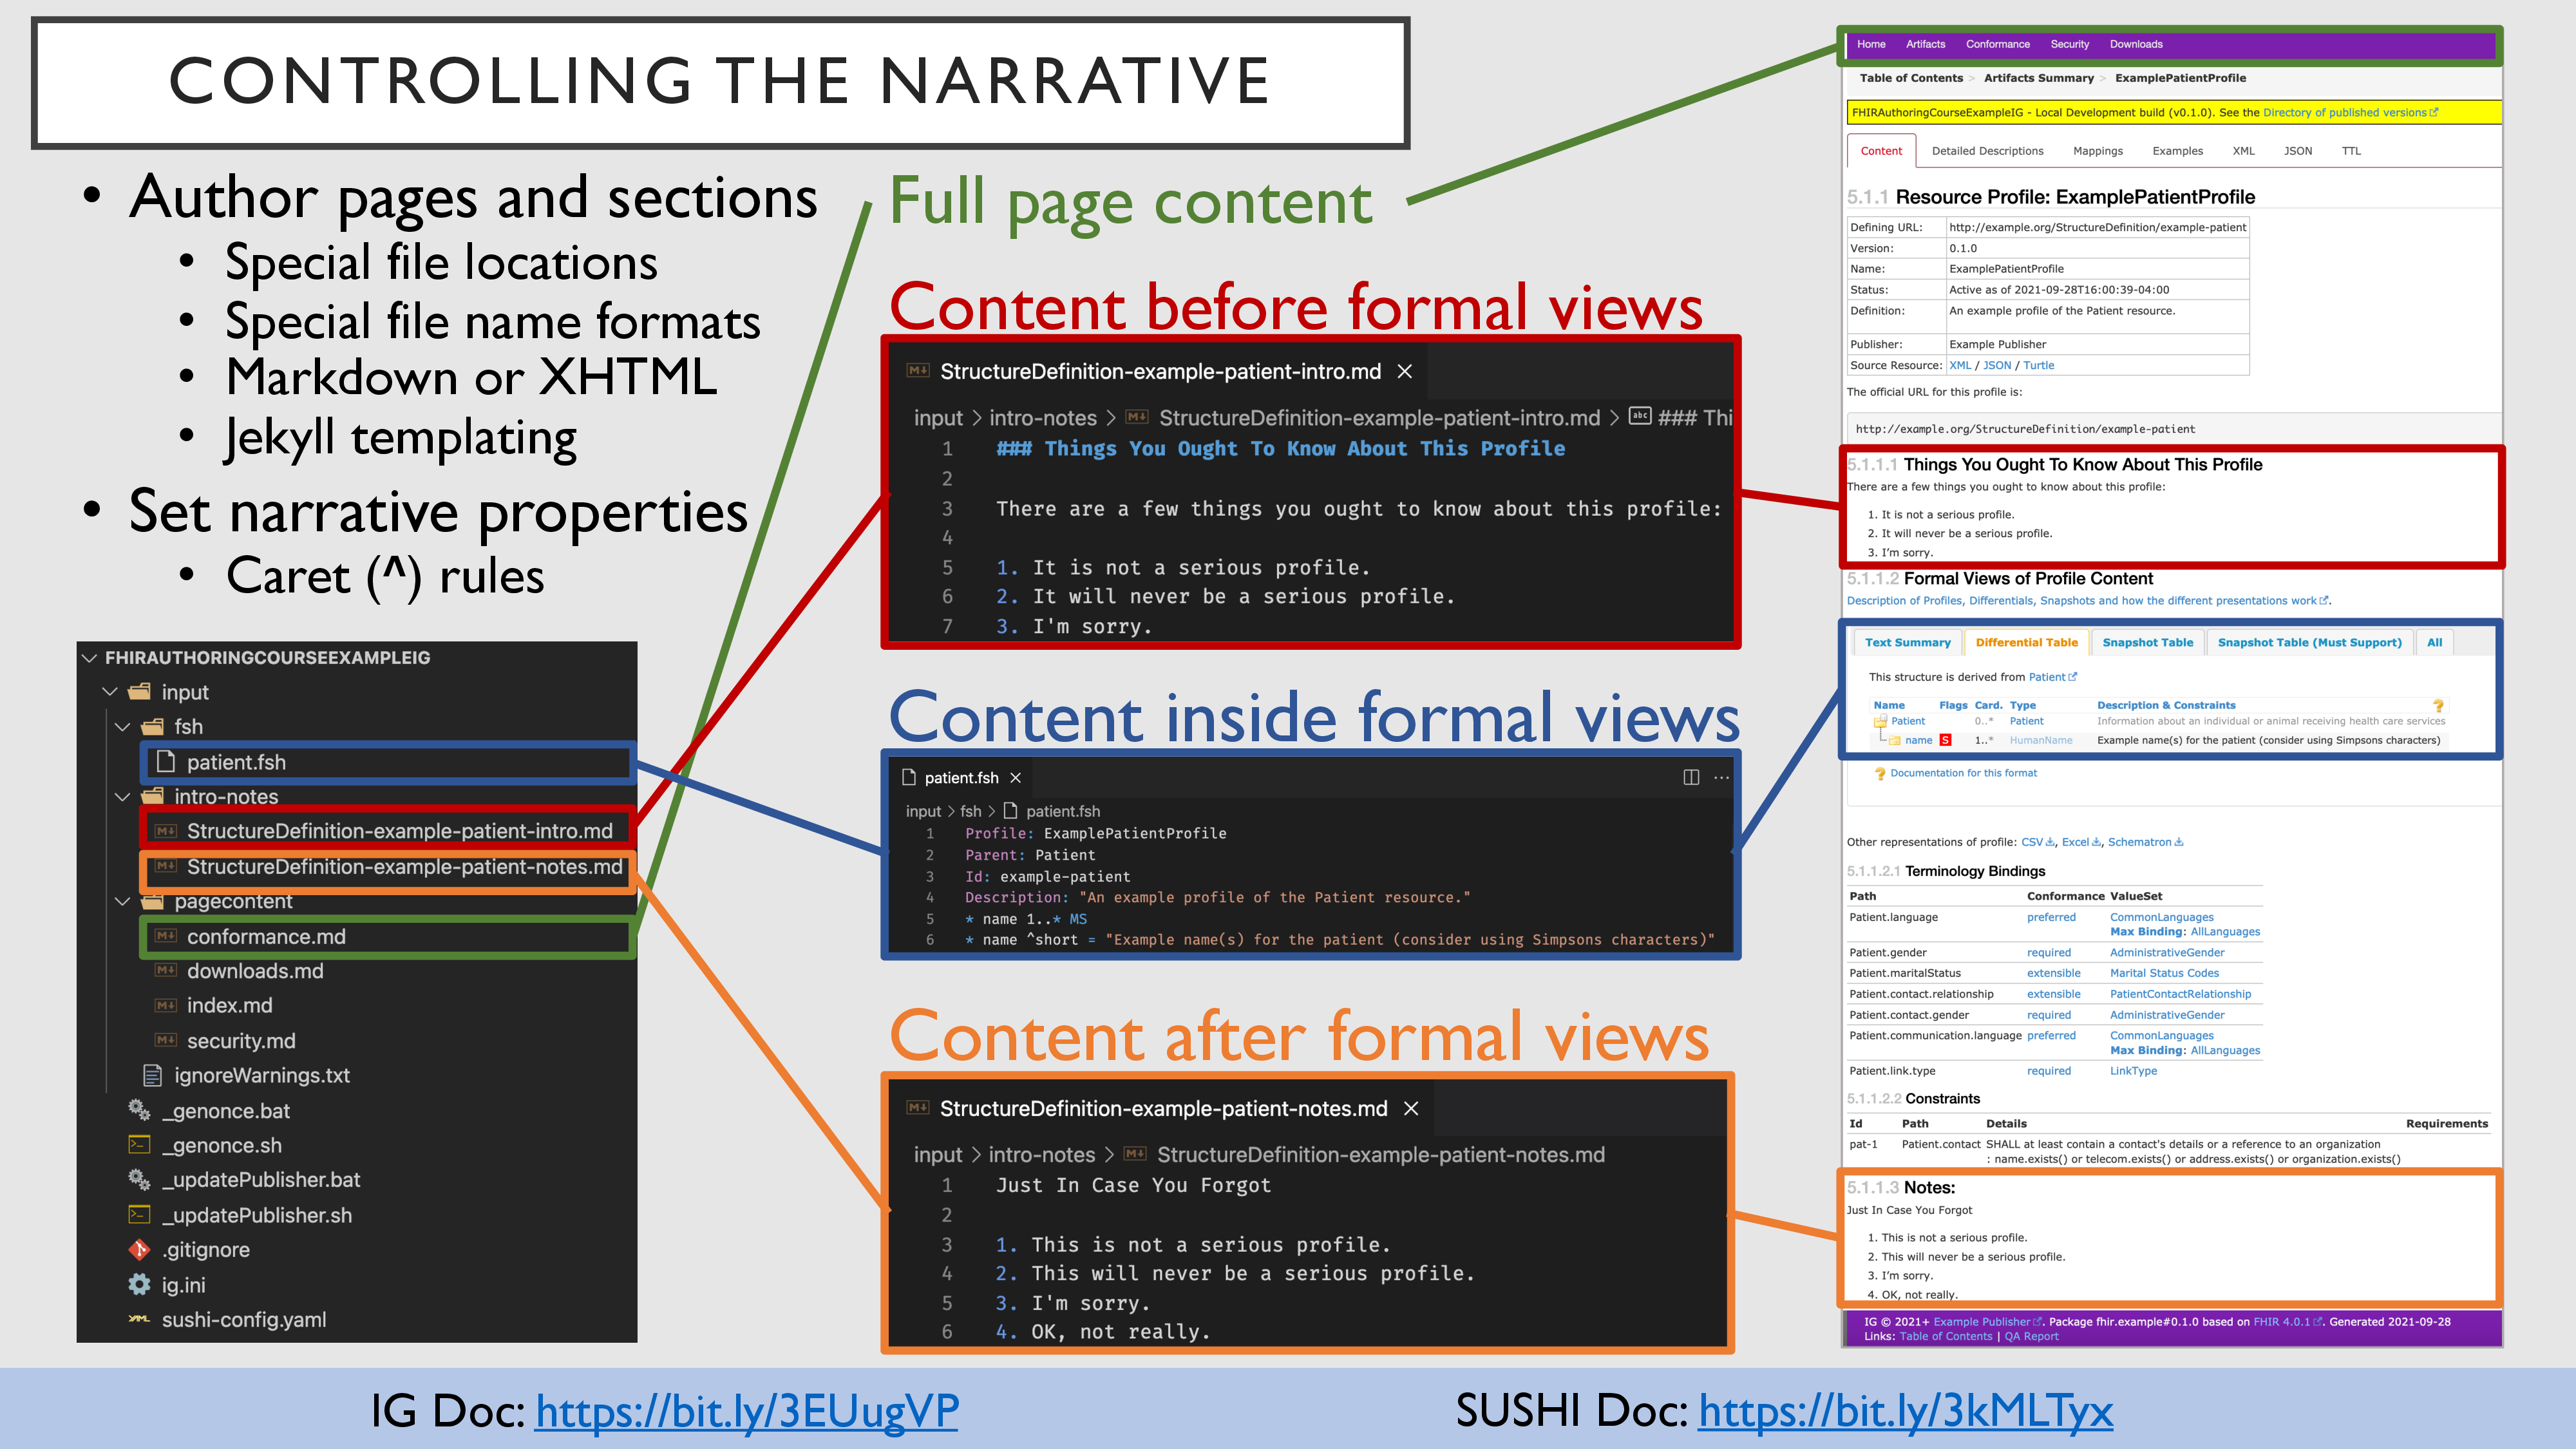 CONTROLLING THE NARRATIVE
• Author pages and sections
• Special file locations
• Special file name formats
• Markdown or XHTML
• Jekyll templating
• Set narrative properties
• Caret (^) rules
FHIRAUTHORINGCOURSEEXAMPLEIG
input
fsh
patient.fsh
intro-notes
StructureDefinition-example-patient-intro.md
StructureDefinition-example-patient-notes.md
pagecontent
conformance.md
downloads.md
index.md
security.md
ignoreWarnings.txt
_genonce.bat
_genonce.sh
_updatePublisher.bat
_updatePublisher.sh
.gitignore
ig.ini
sushi-config.yaml
Full page content
Content before formal views
StructureDefinition-example-patient-intro.md ×
input > intro-notes > StructureDefinition-example-patient-intro.md > abc ### Thi
1 ### Things You Ought To Know About This Profile
2
3 There are a few things you ought to know about this profile:
4
5 1. It is not a serious profile.
6 2. It will never be a serious profile.
7 3. I'm sorry.
Content inside formal views
patient.fsh ×
input > fsh > patient.fsh
1 Profile: ExamplePatientProfile
2 Parent: Patient
3 Id: example-patient
4 Description: "An example profile of the Patient resource."
5 * name 1..* MS
6 * name ^short = "Example name(s) for the patient (consider using Simpsons characters)"
Content after formal views
StructureDefinition-example-patient-notes.md ×
input > intro-notes > StructureDefinition-example-patient-notes.md
1 Just In Case You Forgot
2
3 1. This is not a serious profile.
4 2. This will never be a serious profile.
5 3. I'm sorry.
6 4. OK, not really.
Home Artifacts Conformance Security Downloads
Table of Contents > Artifacts Summary > ExamplePatientProfile
FHIRAuthoringCourseExampleIG - Local Development build (v0.1.0). See the Directory of published versions
Content Detailed Descriptions Mappings Examples XML JSON TTL
5.1.1 Resource Profile: ExamplePatientProfile
Defining URL: http://example.org/StructureDefinition/example-patient
Version: 0.1.0
Name: ExamplePatientProfile
Status: Active as of 2021-09-28T16:00:39-04:00
Definition: An example profile of the Patient resource.
Publisher: Example Publisher
Source Resource: XML / JSON / Turtle
The official URL for this profile is:
http://example.org/StructureDefinition/example-patient
5.1.1.1 Things You Ought To Know About This Profile
There are a few things you ought to know about this profile:
1. It is not a serious profile.
2. It will never be a serious profile.
3. I'm sorry.
5.1.1.2 Formal Views of Profile Content
Description of Profiles, Differentials, Snapshots and how the different presentations work.
Text Summary Differential Table Snapshot Table Snapshot Table (Must Support) All
This structure is derived from Patient
Name Flags Card. Type Description & Constraints ?
Patient 0..* Patient Information about an individual or animal receiving health care services
name S 1..* HumanName Example name(s) for the patient (consider using Simpsons characters)
? Documentation for this format
Other representations of profile: CSV, Excel, Schematron
5.1.1.2.1 Terminology Bindings
Path Conformance ValueSet
Patient.language preferred CommonLanguages
Max Binding: AllLanguages
Patient.gender required AdministrativeGender
Patient.maritalStatus extensible Marital Status Codes
Patient.contact.relationship extensible PatientContactRelationship
Patient.contact.gender required AdministrativeGender
Patient.communication.language preferred CommonLanguages
Max Binding: AllLanguages
Patient.link.type required LinkType
5.1.1.2.2 Constraints
Id Path Details Requirements
pat-1 Patient.contact SHALL at least contain a contact's details or a reference to an organization
: name.exists() or telecom.exists() or address.exists() or organization.exists()
5.1.1.3 Notes:
Just In Case You Forgot
1. This is not a serious profile.
2. This will never be a serious profile.
3. I'm sorry.
4. OK, not really.
IG © 2021+ Example Publisher. Package fhir.example#0.1.0 based on FHIR 4.0.1. Generated 2021-09-28
Links: Table of Contents | QA Report
IG Doc: https://bit.ly/3EUugVP
SUSHI Doc: https://bit.ly/3kMLTyx